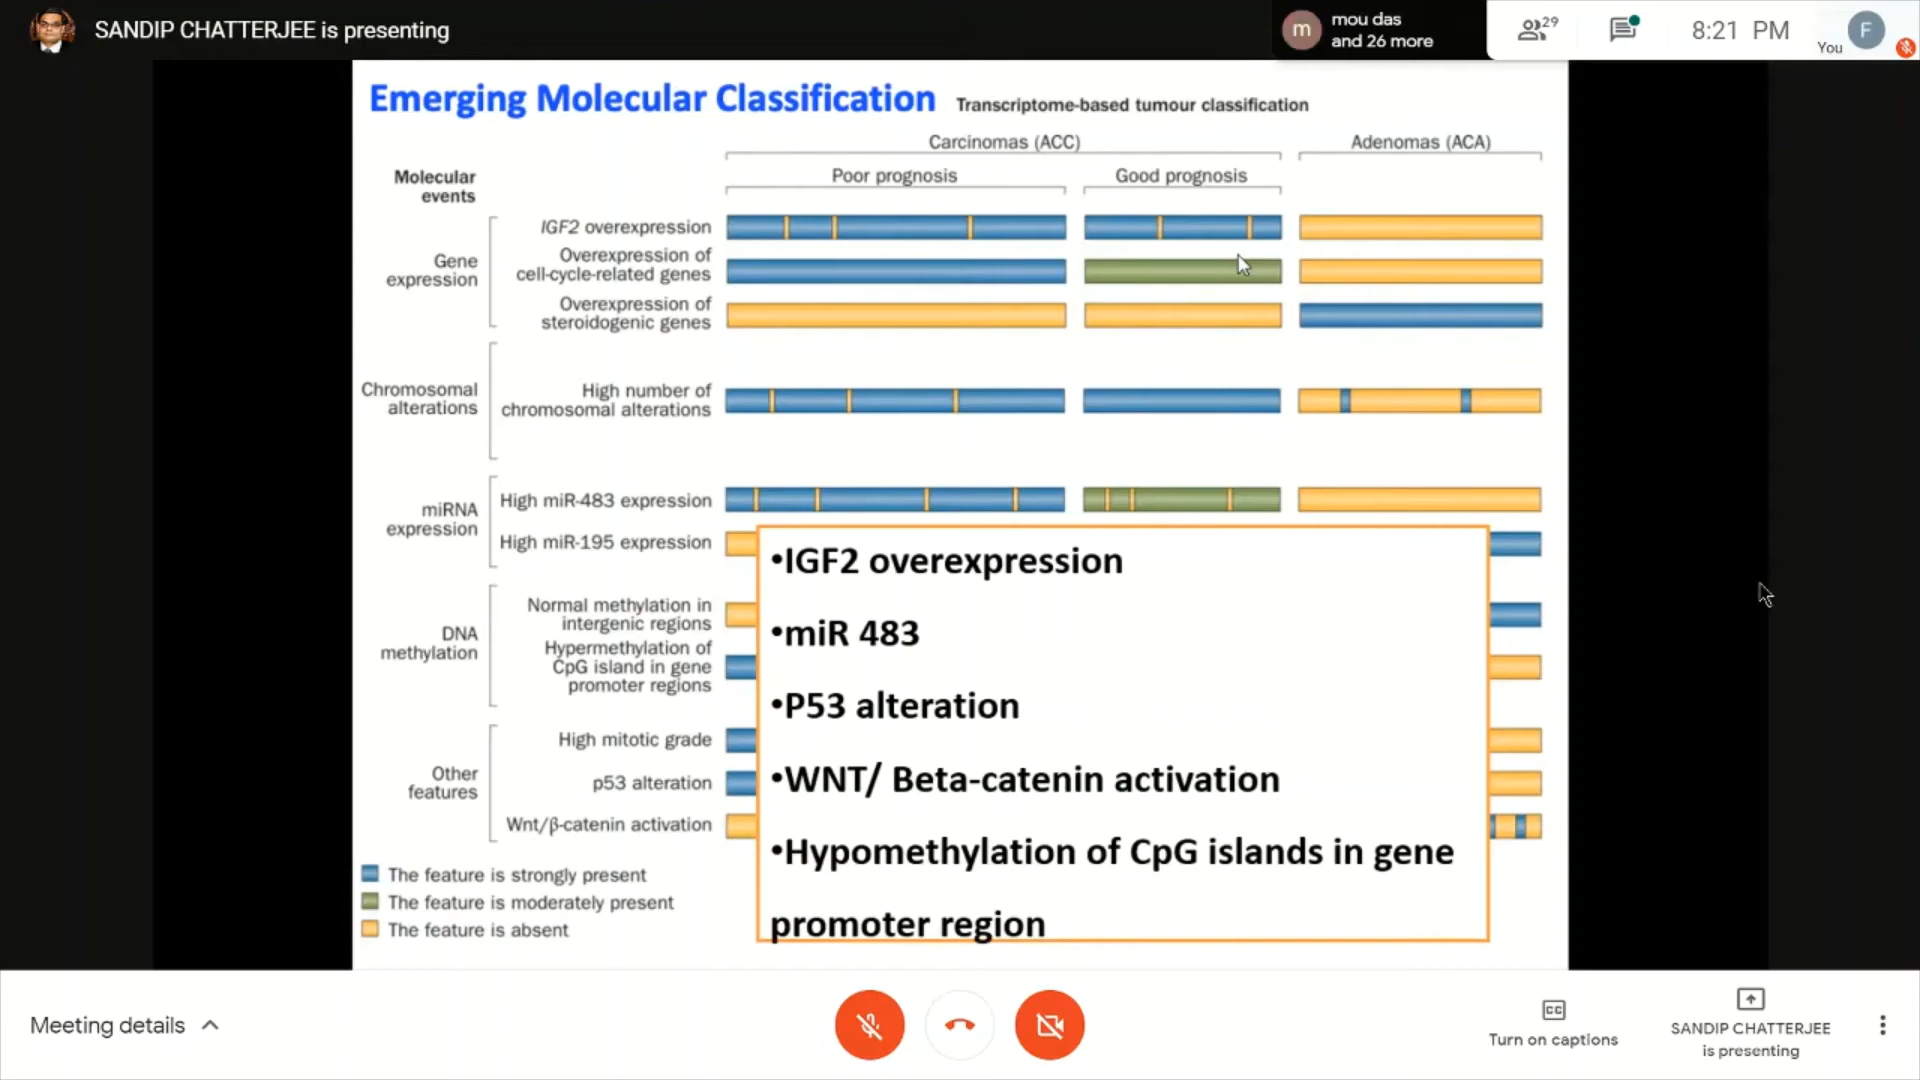 SANDIP CHATTERJEE is presenting
mou das
and 26 more
m
29
8:21 PM
You
F
Emerging Molecular Classification
Transcriptome-based tumour classification
Carcinomas (ACC)
Adenomas (ACA)
Poor prognosis
Good prognosis
Molecular
events
Gene
expression
IGF2 overexpression
Overexpression of
cell-cycle-related genes
Overexpression of
steroidogenic genes
Chromosomal
alterations
High number of
chromosomal alterations
miRNA
expression
High miR-483 expression
High miR-195 expression
DNA
methylation
Normal methylation in
intergenic regions
Hypermethylation of
CpG island in gene
promoter regions
Other
features
High mitotic grade
p53 alteration
Wnt/β-catenin activation
The feature is strongly present
The feature is moderately present
The feature is absent
•IGF2 overexpression
•miR 483
•P53 alteration
•WNT/ Beta-catenin activation
•Hypomethylation of CpG islands in gene
promoter region
Meeting details
CC
Turn on captions
SANDIP CHATTERJEE
is presenting